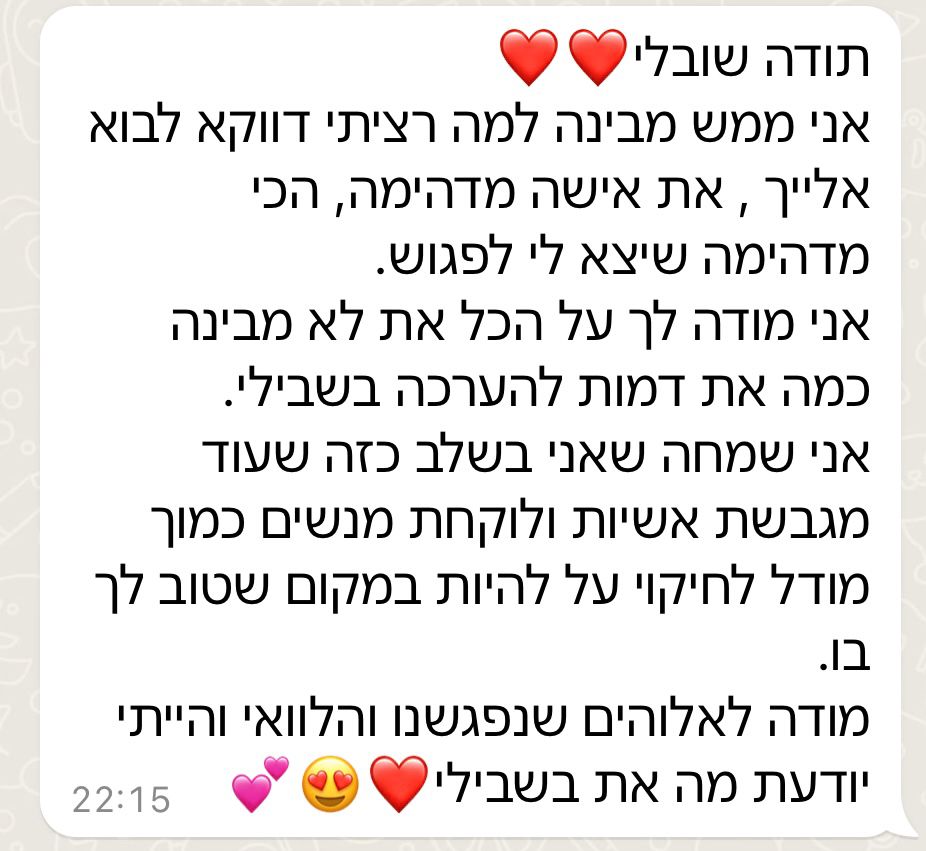 תודה שובלי❤️❤️
אני ממש מבינה למה רציתי דווקא לבוא
אלייך , את אישה מדהימה, הכי
מדהימה שיצא לי לפגוש.
אני מודה לך על הכל את לא מבינה
כמה את דמות להערכה בשבילי.
אני שמחה שאני בשלב כזה שעוד
מגבשת אשיות ולוקחת מנשים כמוך
מודל לחיקוי על להיות במקום שטוב לך
בו.
מודה לאלוהים שנפגשנו והלוואי והייתי
יודעת מה את בשבילי❤️😍💕
22:15